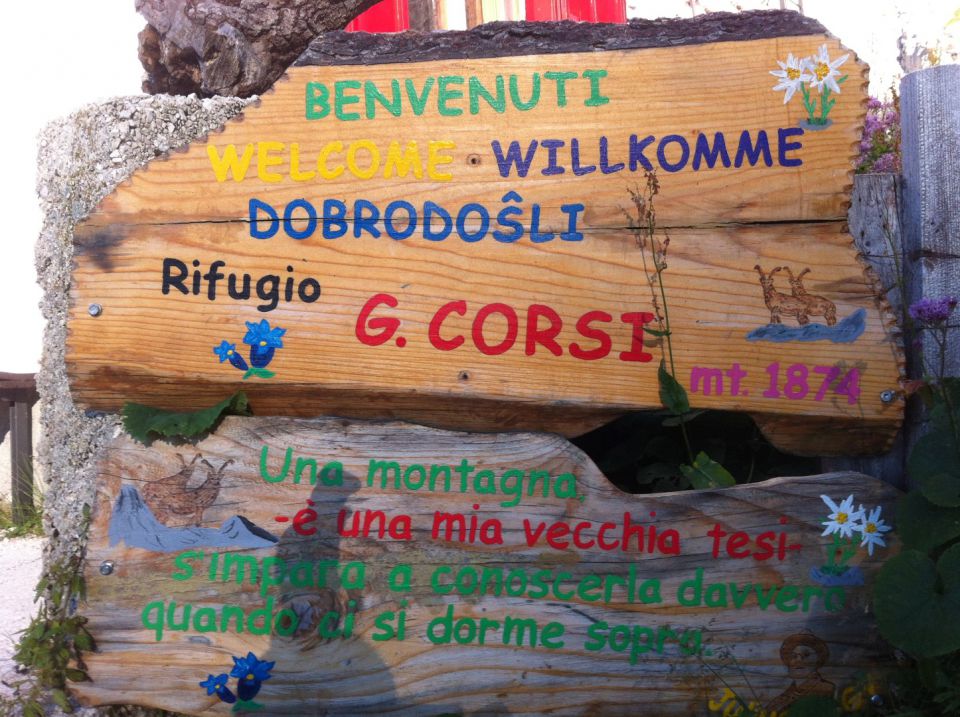 BENVENUTI
WELCOME WILLKOMME
DOBRODOŜLI
Rifugio
G. CORSI
mt. 1874
Una montagna,
-è una mia vecchia tesi-
s'impara a conoscerla davvero
quando ci si dorme sopra.